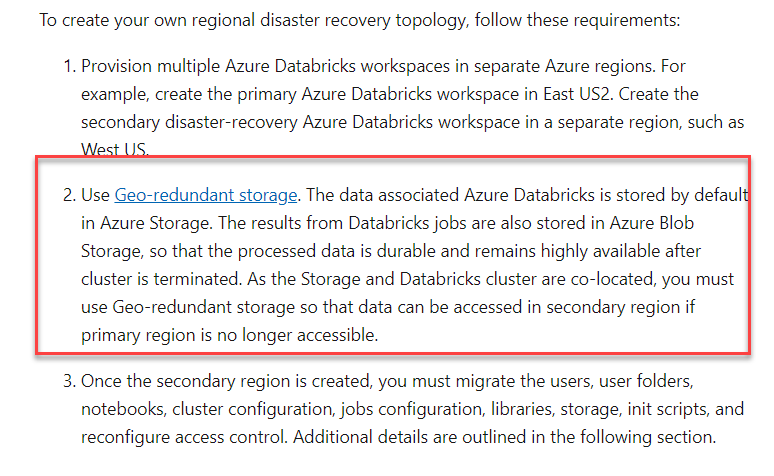 To create your own regional disaster recovery topology, follow these requirements:
1. Provision multiple Azure Databricks workspaces in separate Azure regions. For
example, create the primary Azure Databricks workspace in East US2. Create the
secondary disaster-recovery Azure Databricks workspace in a separate region, such as
West US.
2. Use Geo-redundant storage. The data associated Azure Databricks is stored by default
in Azure Storage. The results from Databricks jobs are also stored in Azure Blob
Storage, so that the processed data is durable and remains highly available after
cluster is terminated. As the Storage and Databricks cluster are co-located, you must
use Geo-redundant storage so that data can be accessed in secondary region if
primary region is no longer accessible.
3. Once the secondary region is created, you must migrate the users, user folders,
notebooks, cluster configuration, jobs configuration, libraries, storage, init scripts, and
reconfigure access control. Additional details are outlined in the following section.